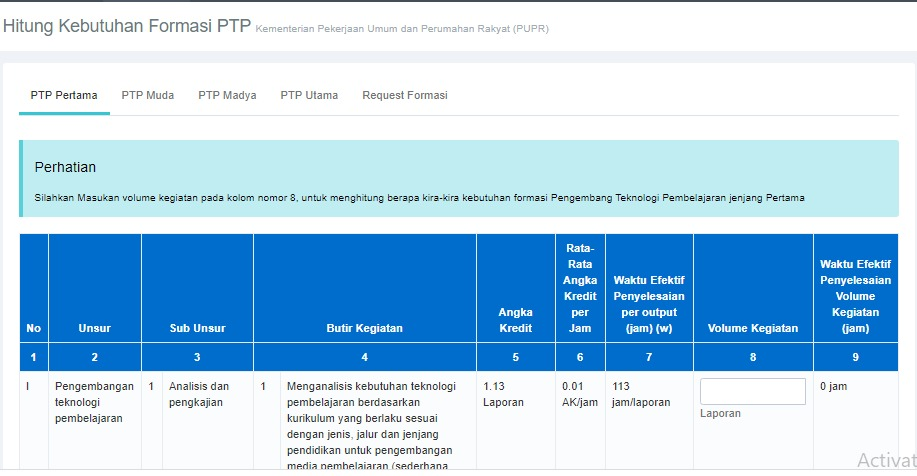 Hitung Kebutuhan Formasi PTP Kementerian Pekerjaan Umum dan Perumahan Rakyat (PUPR)
PTP Pertama PTP Muda PTP Madya PTP Utama Request Formasi
Perhatian
Silahkan Masukan volume kegiatan pada kolom nomor 8, untuk menghitung berapa kira-kira kebutuhan formasi Pengembang Teknologi Pembelajaran jenjang Pertama
No
Unsur
Sub Unsur
Butir Kegiatan
Angka
Kredit
Rata-
Rata
Angka
Kredit
per
Jam
Waktu Efektif
Penyelesaian
per output
(jam) (w)
Volume Kegiatan
Waktu Efektif
Penyelesaian
Volume
Kegiatan
(jam)
1 2 3 4 5 6 7 8 9
I
Pengembangan
teknologi
pembelajaran
1
Analisis dan
pengkajian
1
Menganalisis kebutuhan teknologi
pembelajaran berdasarkan
kurikulum yang berlaku sesuai
dengan jenis, jalur dan jenjang
pendidikan untuk pengembangan
media pembelajaran (sederhana,
1.13
Laporan
0.01
AK/jam
113
jam/laporan
Laporan
0 jam
Activat